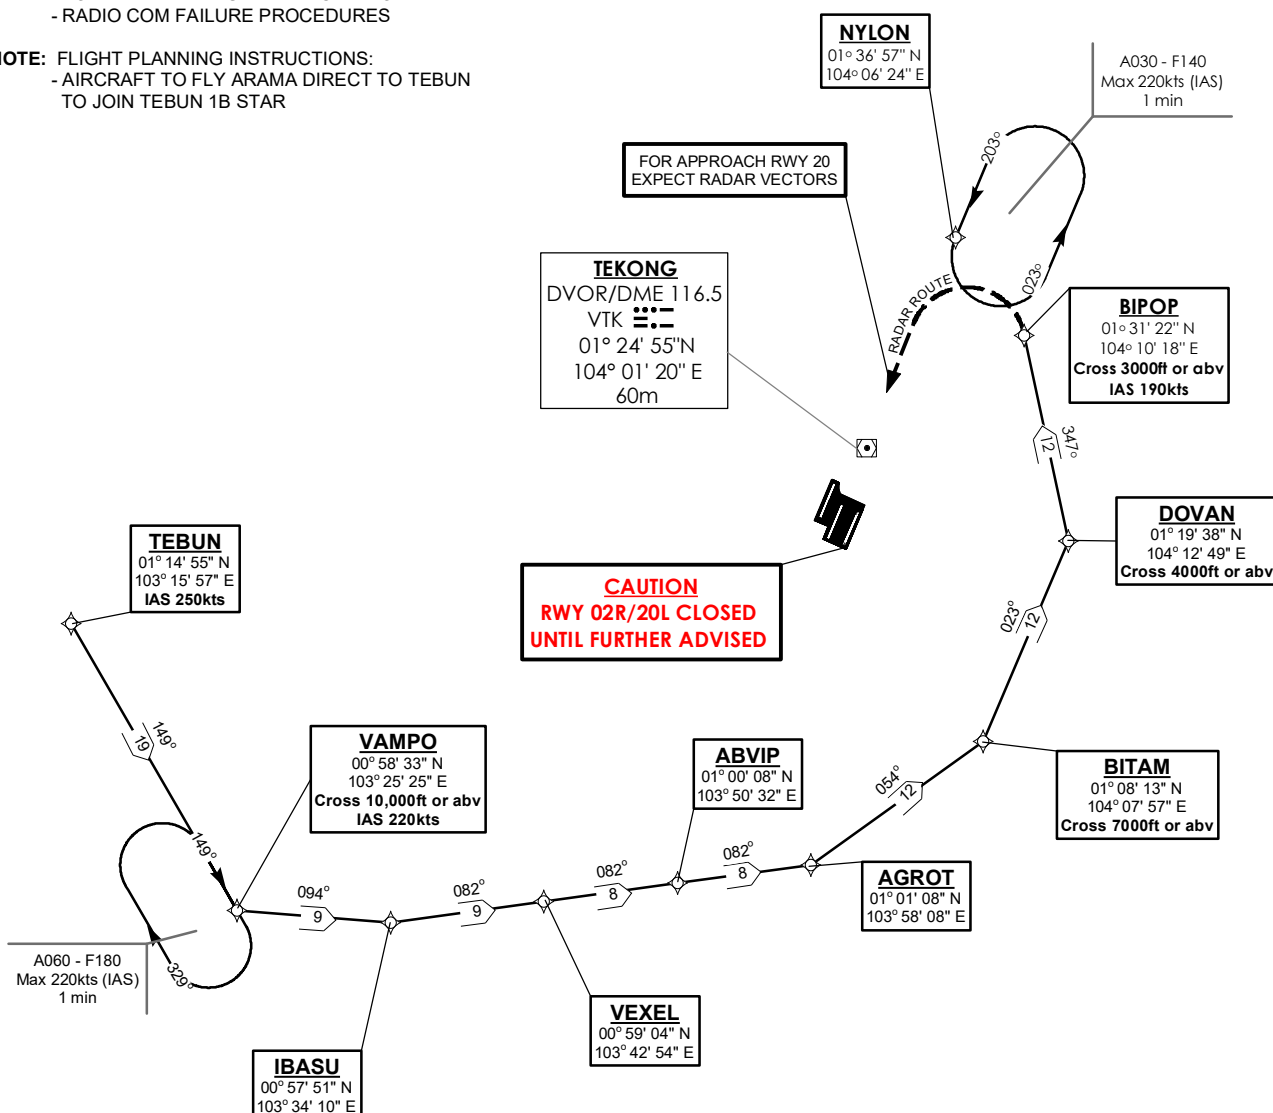 - RADIO COM FAILURE PROCEDURES
NOTE: FLIGHT PLANNING INSTRUCTIONS:
- AIRCRAFT TO FLY ARAMA DIRECT TO TEBUN
TO JOIN TEBUN 1B STAR
NYLON
01° 36' 57" N
104° 06' 24" E
A030 - F140
Max 220kts (IAS)
1 min
FOR APPROACH RWY 20
EXPECT RADAR VECTORS
203°
023°
TEKONG
DVOR/DME 116.5
VTK
01° 24' 55"N
104° 01' 20" E
60m
RADAR ROUTE
BIPOP
01° 31' 22" N
104° 10' 18" E
Cross 3000ft or abv
IAS 190kts
347°
12
DOVAN
01° 19' 38" N
104° 12' 49" E
Cross 4000ft or abv
TEBUN
01° 14' 55" N
103° 15' 57" E
IAS 250kts
CAUTION
RWY 02R/20L CLOSED
UNTIL FURTHER ADVISED
023°
12
149°
19
VAMPO
00° 58' 33" N
103° 25' 25" E
Cross 10,000ft or abv
IAS 220kts
ABVIP
01° 00' 08" N
103° 50' 32" E
054°
12
BITAM
01° 08' 13" N
104° 07' 57" E
Cross 7000ft or abv
149°
094°
9
082°
9
082°
8
082°
8
AGROT
01° 01' 08" N
103° 58' 08" E
A060 - F180
Max 220kts (IAS)
1 min
329°
VEXEL
00° 59' 04" N
103° 42' 54" E
IBASU
00° 57' 51" N
103° 34' 10" E